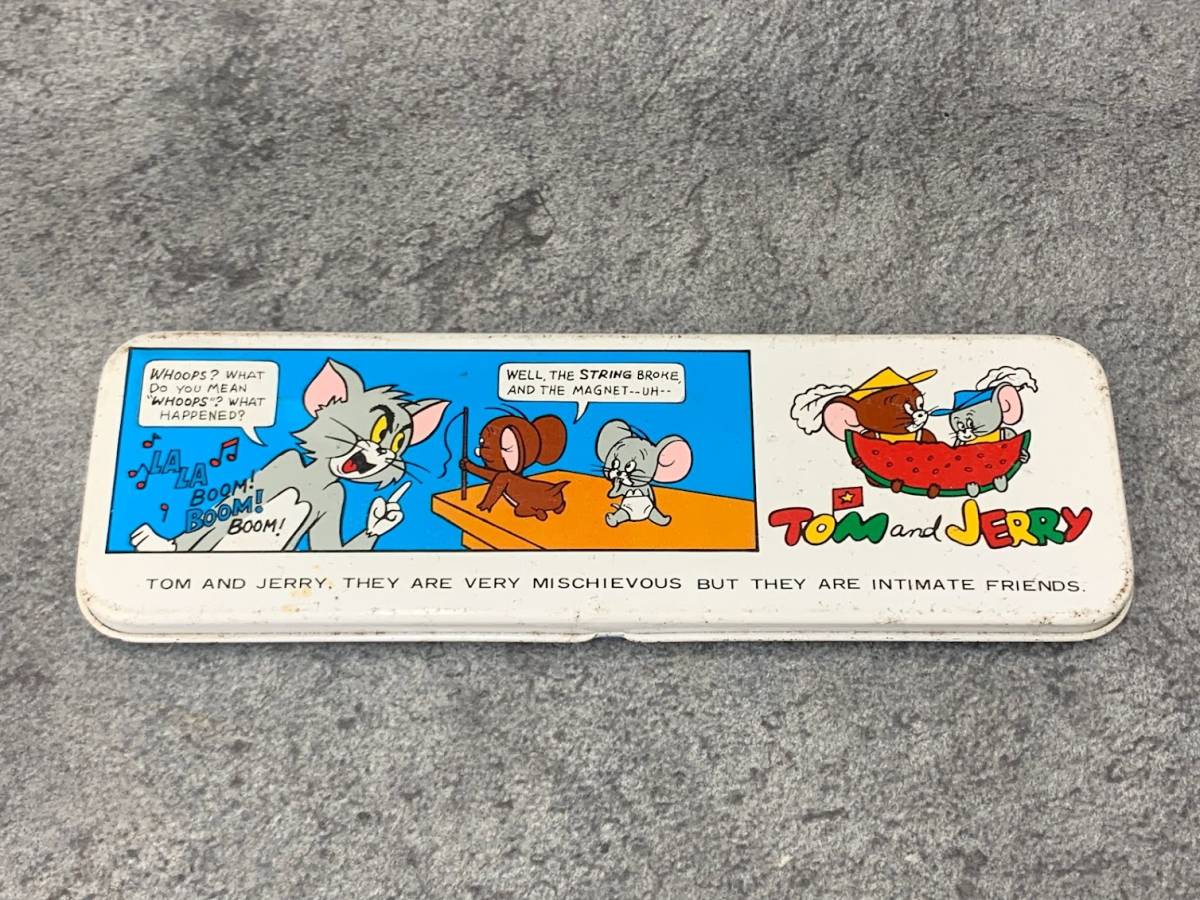 WHOOPS? WHAT
DO YOU MEAN
"WHOOPS"? WHAT
HAPPENED?
LA
LA
BOOM!
BOOM!
BOOM!
WELL, THE STRING BROKE,
AND THE MAGNET--UH--
TOM and JERRY
TOM AND JERRY. THEY ARE VERY MISCHIEVOUS BUT THEY ARE INTIMATE FRIENDS.